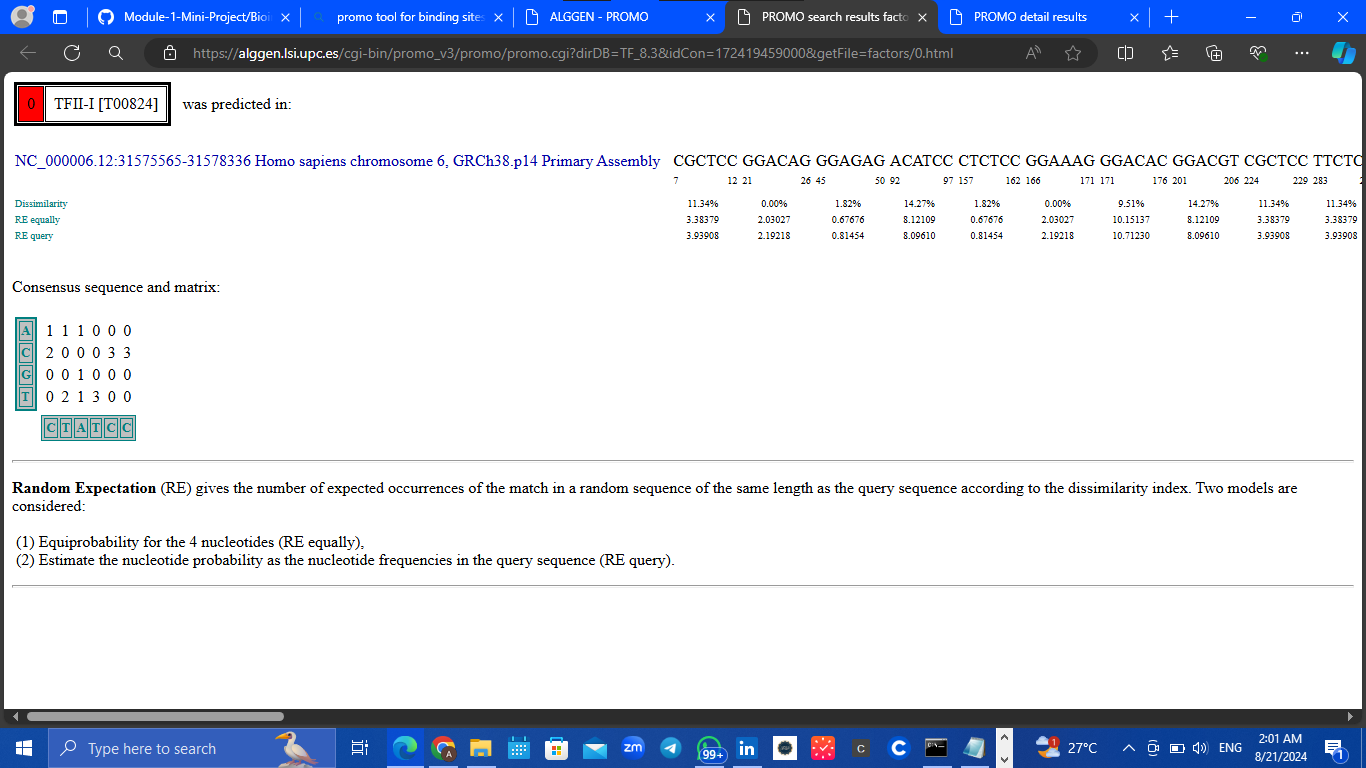 Module-1-Mini-Project/Bioi
promo tool for binding sites
ALGGEN - PROMO
PROMO search results facto
PROMO detail results
https://alggen.lsi.upc.es/cgi-bin/promo_v3/promo/promo.cgi?dirDB=TF_8.3&idCon=172419459000&getFile=factors/0.html
0 TFII-I [T00824] was predicted in:
NC_000006.12:31575565-31578336 Homo sapiens chromosome 6, GRCh38.p14 Primary Assembly CGCTCC GGACAG GGAGAG ACATCC CTCTCC GGAAAG GGACAC GGACGT CGCTCC TTCTC
7 12 21 26 45 50 92 97 157 162 166 171 171 176 201 206 224 229 283
Dissimilarity 11.34% 0.00% 1.82% 14.27% 1.82% 0.00% 9.51% 14.27% 11.34% 11.34%
RE equally 3.38379 2.03027 0.67676 8.12109 0.67676 2.03027 10.15137 8.12109 3.38379 3.38379
RE query 3.93908 2.19218 0.81454 8.09610 0.81454 2.19218 10.71230 8.09610 3.93908 3.93908
Consensus sequence and matrix:
A 1 1 1 0 0 0
C 2 0 0 0 3 3
G 0 0 1 0 0 0
T 0 2 1 3 0 0
C T A T C C
Random Expectation (RE) gives the number of expected occurrences of the match in a random sequence of the same length as the query sequence according to the dissimilarity index. Two models are
considered:
(1) Equiprobability for the 4 nucleotides (RE equally),
(2) Estimate the nucleotide probability as the nucleotide frequencies in the query sequence (RE query).
Type here to search
zm
99+
in
C
C
1
27°C
ENG
2:01 AM
8/21/2024
1